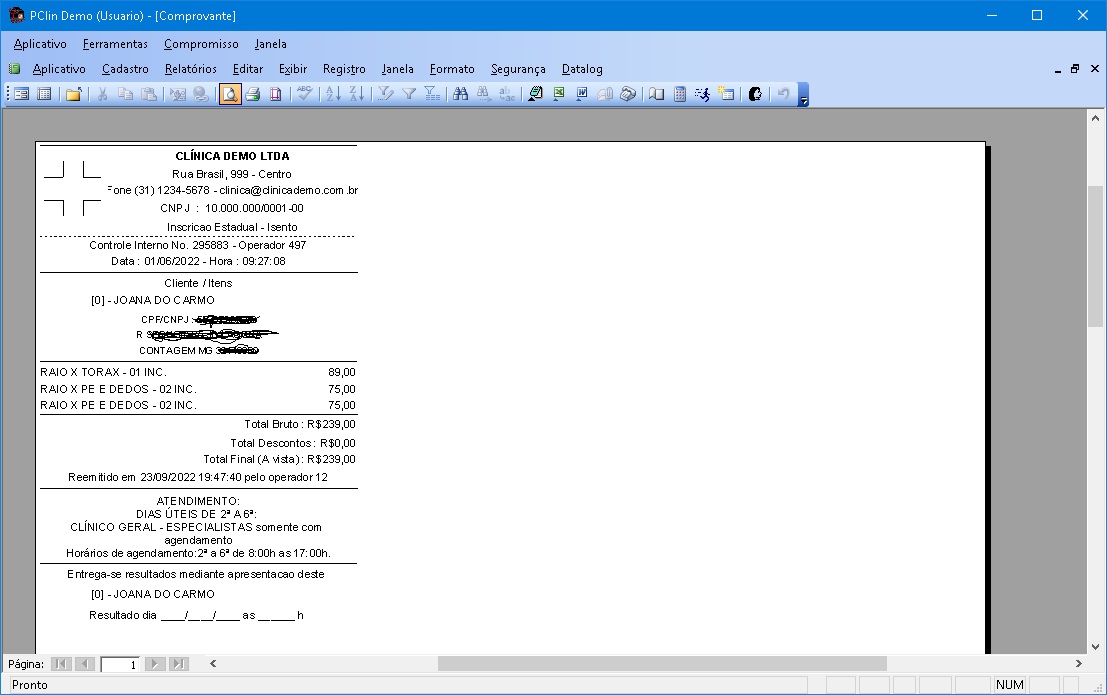 PClin Demo (Usuario) - [Comprovante]
Aplicativo Ferramentas Compromisso Janela
Aplicativo Cadastro Relatórios Editar Exibir Registro Janela Formato Segurança Datalog
CLÍNICA DEMO LTDA
Rua Brasil, 999 - Centro
Fone (31) 1234-5678 - clinica@clinicademo.com.br
CNPJ : 10.000.000/0001-00
Inscricao Estadual - Isento
Controle Interno No. 295883 - Operador 497
Data : 01/06/2022 - Hora : 09:27:08
Cliente / Itens
[0] - JOANA DO CARMO
CPF/CNPJ :
R
CONTAGEM MG
RAIO X TORAX - 01 INC. 89,00
RAIO X PE E DEDOS - 02 INC. 75,00
RAIO X PE E DEDOS - 02 INC. 75,00
Total Bruto : R$239,00
Total Descontos : R$0,00
Total Final (A vista) : R$239,00
Reemitido em 23/09/2022 19:47:40 pelo operador 12
ATENDIMENTO:
DIAS ÚTEIS DE 2ª A 6ª:
CLÍNICO GERAL - ESPECIALISTAS somente com
agendamento
Horários de agendamento:2ª a 6ª de 8:00h as 17:00h.
Entrega-se resultados mediante apresentacao deste
[0] - JOANA DO CARMO
Resultado dia ____/____/____ as ______ h
Página: 1
Pronto NUM